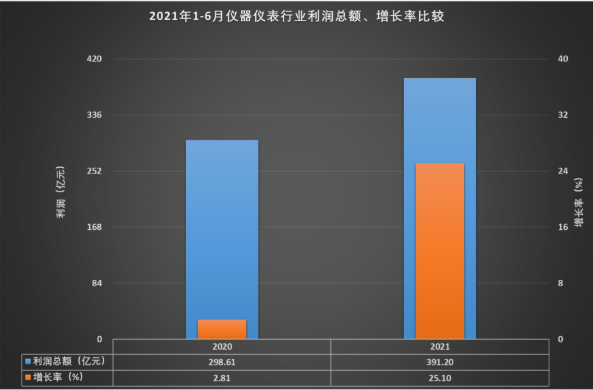 2021年1-6月仪器仪表行业利润总额、增长率比较
420 40
336 32
252 24
168 16
84 8
0 0
利润（亿元）
增长率（%）
2020 2021
利润总额（亿元） 298.61 391.20
增长率（%） 2.81 25.10